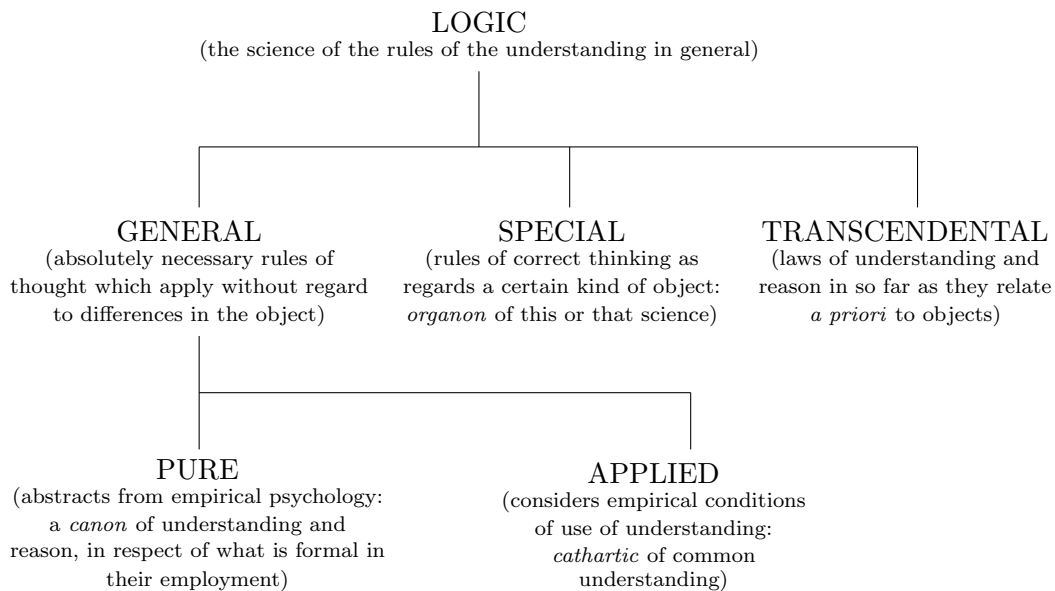 LOGIC
(the science of the rules of the understanding in general)
GENERAL
(absolutely necessary rules of
thought which apply without regard
to differences in the object)
SPECIAL
(rules of correct thinking as
regards a certain kind of object:
organon of this or that science)
TRANSCENDENTAL
(laws of understanding and
reason in so far as they relate
a priori to objects)
PURE
(abstracts from empirical psychology:
a canon of understanding and
reason, in respect of what is formal in
their employment)
APPLIED
(considers empirical conditions
of use of understanding:
cathartic of common
understanding)